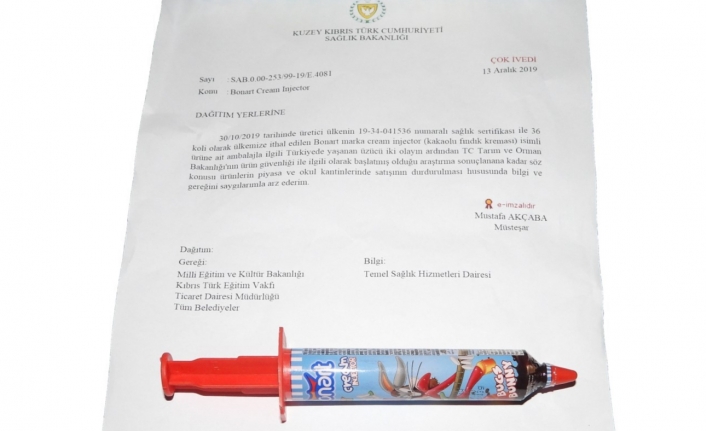 KUZEY KIBRIS TÜRK CUMHURİYETİ
SAĞLIK BAKANLIĞI
ÇOK İVEDİ
Sayı : SAB.0.00-253/99-19/E.4081
13 Aralık 2019
Konu : Bonart Cream Injector
DAĞITIM YERLERİNE
30/10/2019 tarihinde üretici ülkenin 19-34-041536 numaralı sağlık sertifikası ile 36
koli olarak ülkemize ithal edilen Bonart marka cream injector (kakaolu fındık kreması) isimli
ürüne ait ambalajla ilgili Türkiyede yaşanan üzücü iki olayın ardından TC Tarım ve Orman
Bakanlığı'nın ürün güvenliği ile ilgili olarak başlatmış olduğu araştırma sonuçlanana kadar söz
konusu ürünlerin piyasa ve okul kantinlerinde satışının durdurulması hususunda bilgi ve
gereğini saygılarımla arz ederim.
e-imzalıdır
Mustafa AKÇABA
Müsteşar
Dağıtım:
Gereği:
Bilgi:
Milli Eğitim ve Kültür Bakanlığı
Temel Sağlık Hizmetleri Dairesi
Kıbrıs Türk Eğitim Vakfı
Ticaret Dairesi Müdürlüğü
Tüm Belediyeler
CREAM
BUGS
BUNNY